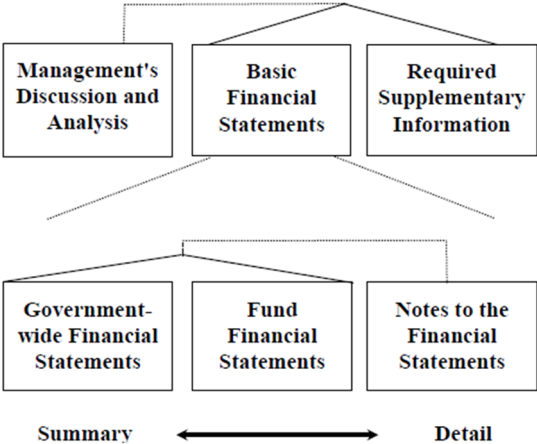 Management's
Discussion and
Analysis
Basic
Financial
Statements
Required
Supplementary
Information
Government-
wide Financial
Statements
Fund
Financial
Statements
Notes to the
Financial
Statements
Summary
Detail